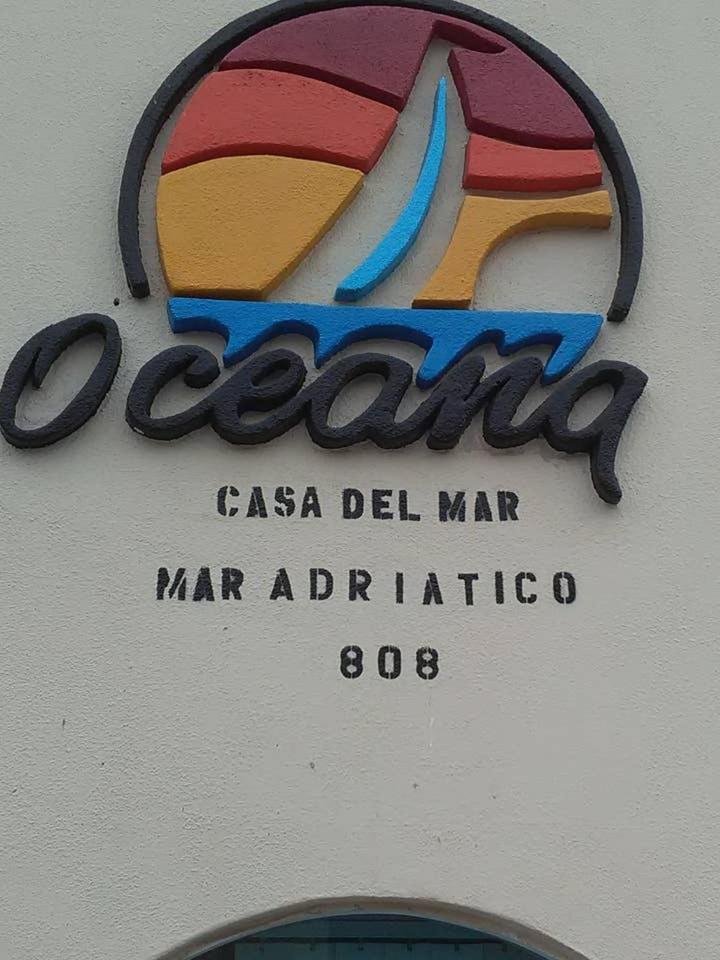 Oceana
CASA DEL MAR
MAR ADRIATICO
808